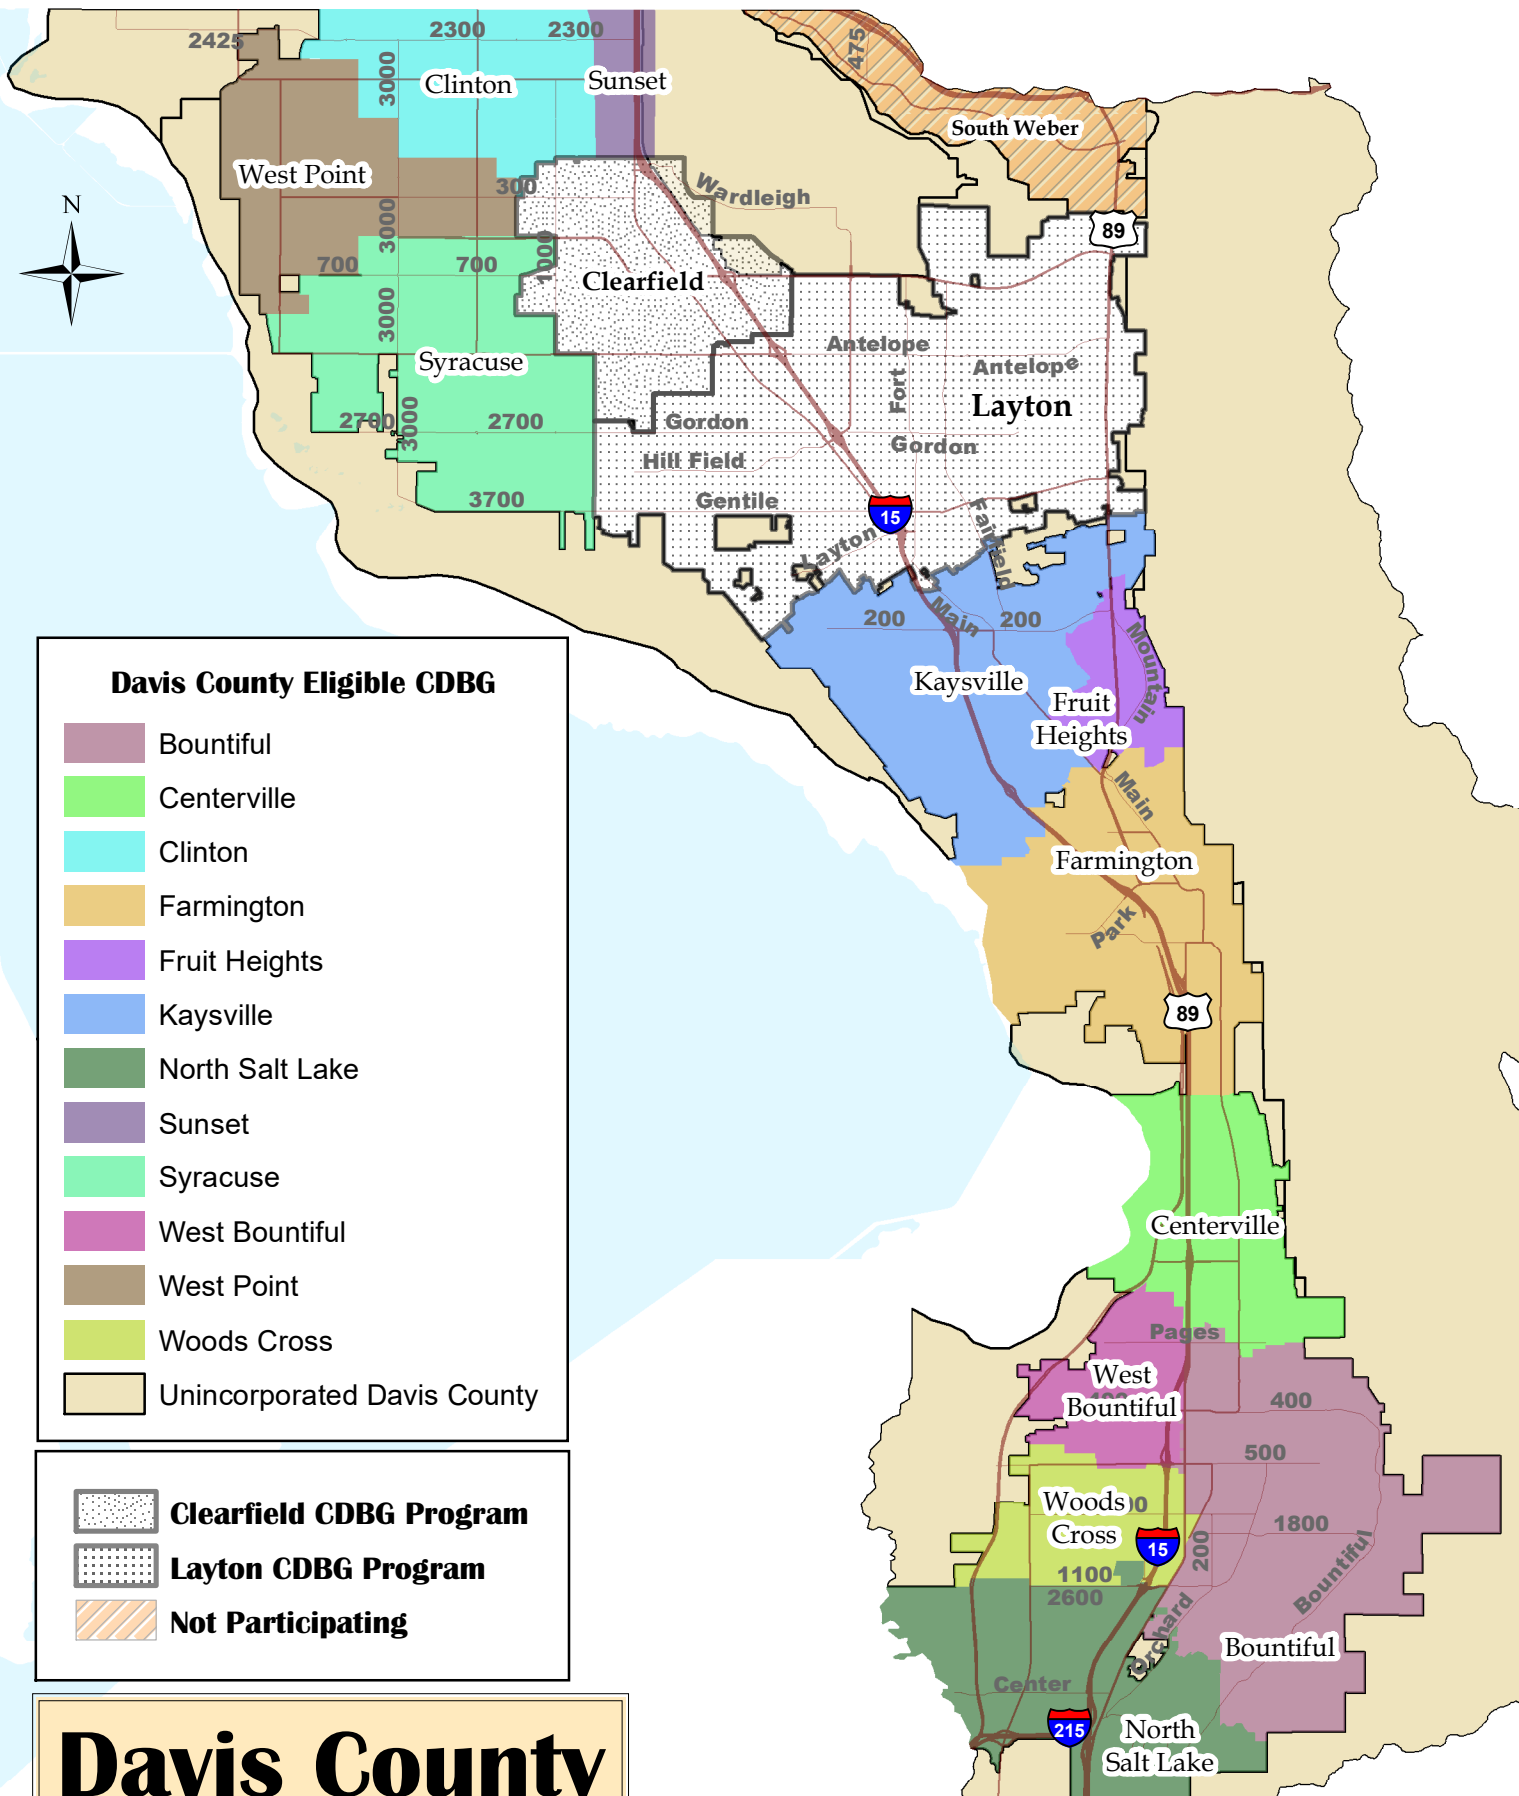 2425
2300
2300
475
3000
Clinton
Sunset
South Weber
West Point
300
Wardleigh
N
3000
89
700
700
1000
Clearfield
3000
Antelope
Antelope
Syracuse
Fort
Layton
2700
3000
2700
Gordon
Gordon
Hill Field
3700
Gentile
15
Fairfield
Layton
200
Main
200
Mountain
Kaysville
Fruit
Heights
Main
Farmington
Park
89
Centerville
Pages
West
Bountiful
400
500
Woods
Cross
1800
15
200
1100
2600
Bountiful
Orchard
Bountiful
Center
215
North
Salt Lake
Davis County Eligible CDBG
Bountiful
Centerville
Clinton
Farmington
Fruit Heights
Kaysville
North Salt Lake
Sunset
Syracuse
West Bountiful
West Point
Woods Cross
Unincorporated Davis County
Clearfield CDBG Program
Layton CDBG Program
Not Participating
Davis County